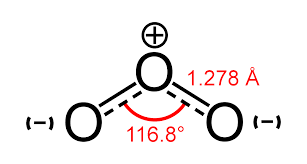 ⊕
O
1.278 Å
(−) O O (−)
116.8°